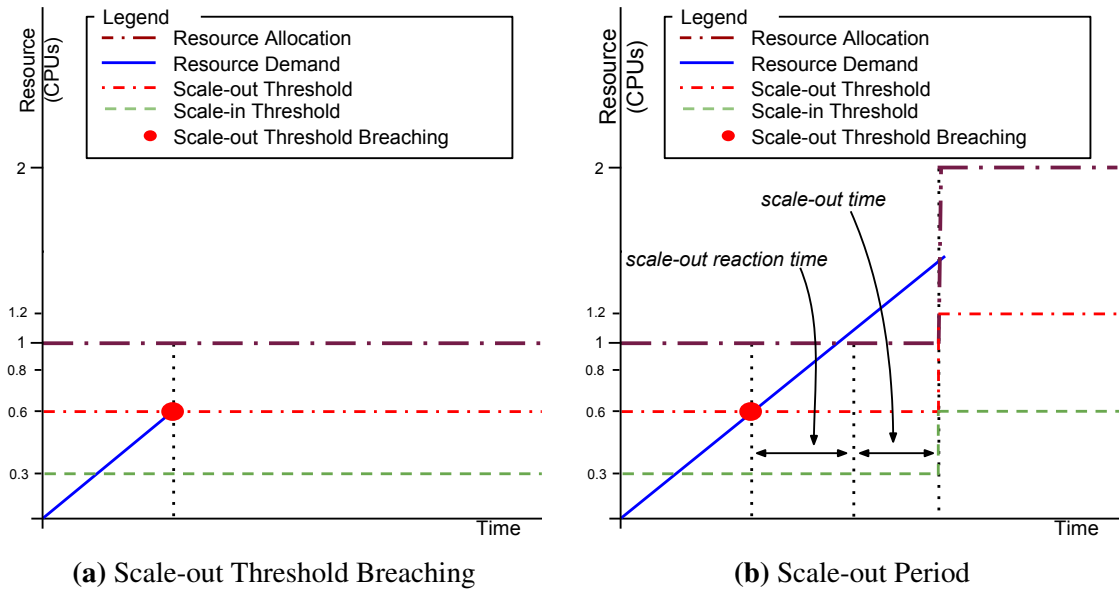 Legend
Resource Allocation
Resource Demand
Scale-out Threshold
Scale-in Threshold
Scale-out Threshold Breaching
Resource
(CPUs)
2
1.2
1
0.8
0.6
0.3
Time
(a) Scale-out Threshold Breaching
Legend
Resource Allocation
Resource Demand
Scale-out Threshold
Scale-in Threshold
Scale-out Threshold Breaching
Resource
(CPUs)
2
scale-out time
scale-out reaction time
1.2
1
0.8
0.6
0.3
Time
(b) Scale-out Period